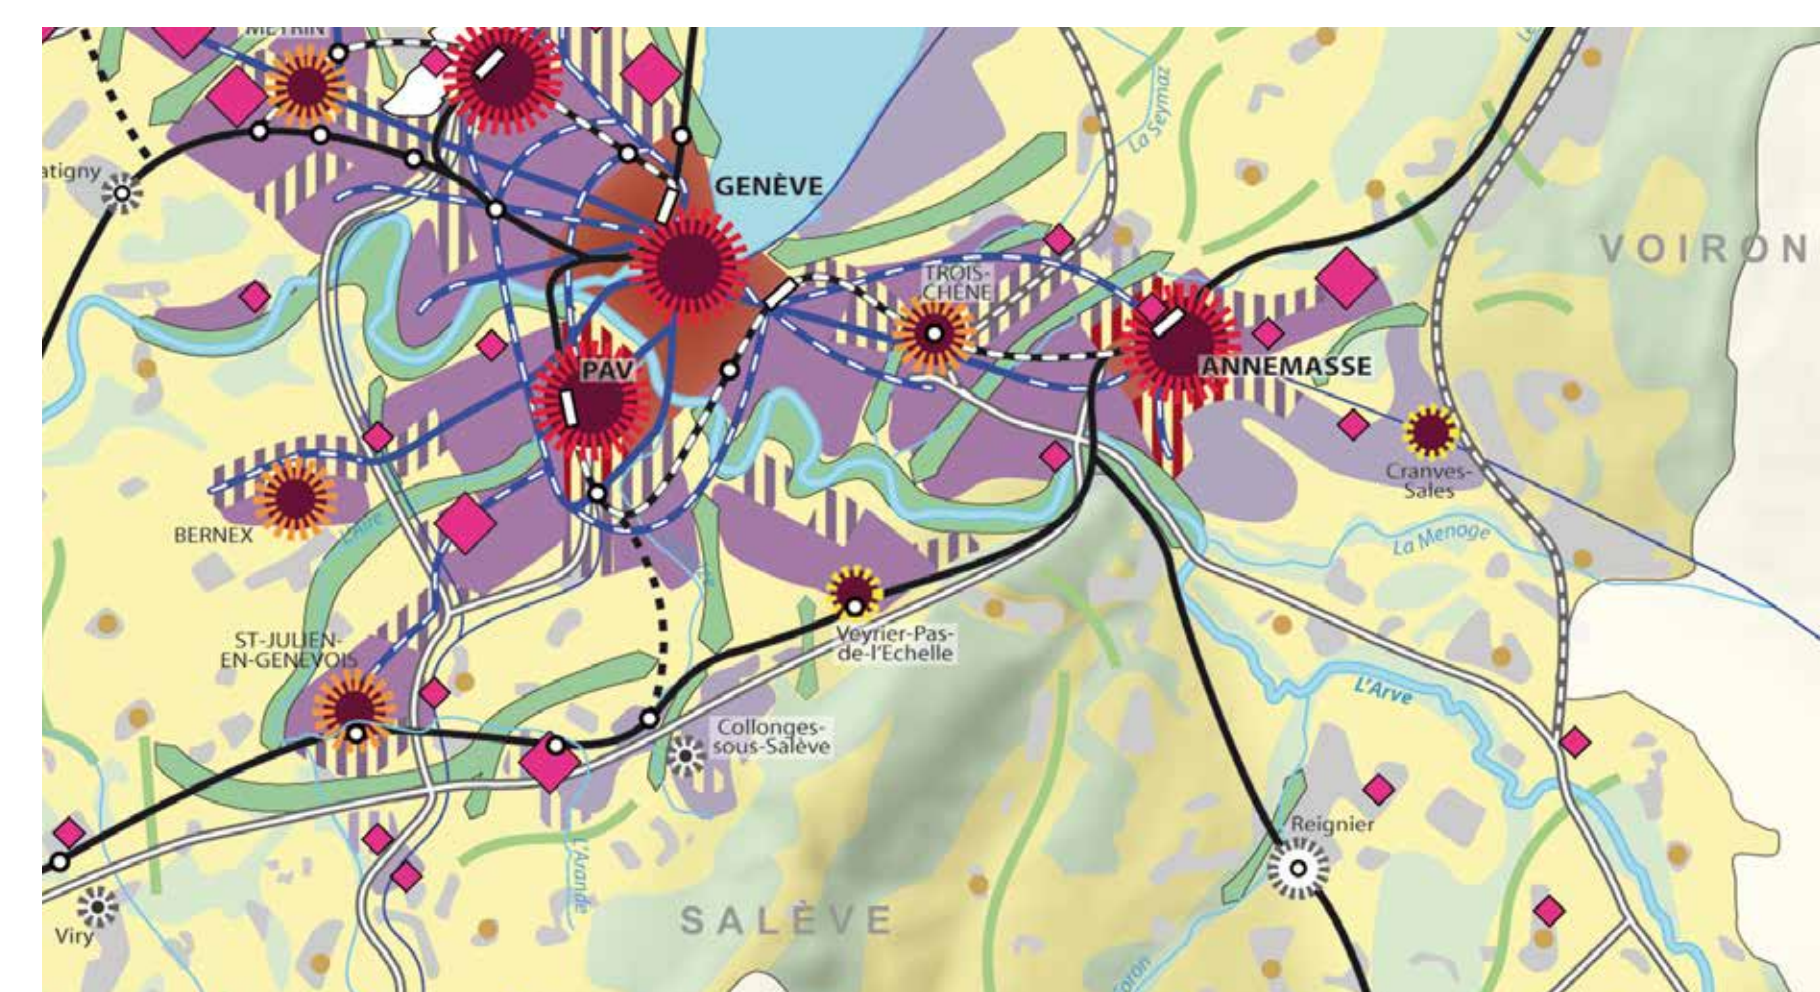 MEYRIN
GENÈVE
La Seymaz
VOIRON
TROIS-
CHÊNE
PAV
ANNEMASSE
Cranves-
Sales
BERNEX
L'Aire
La Menoge
ST-JULIEN-
EN-GENEVOIS
Veyrier-Pas-
de-l'Echelle
L'Arve
Collonges-
sous-Salève
Reignier
L'Arande
SALÈVE
Viry